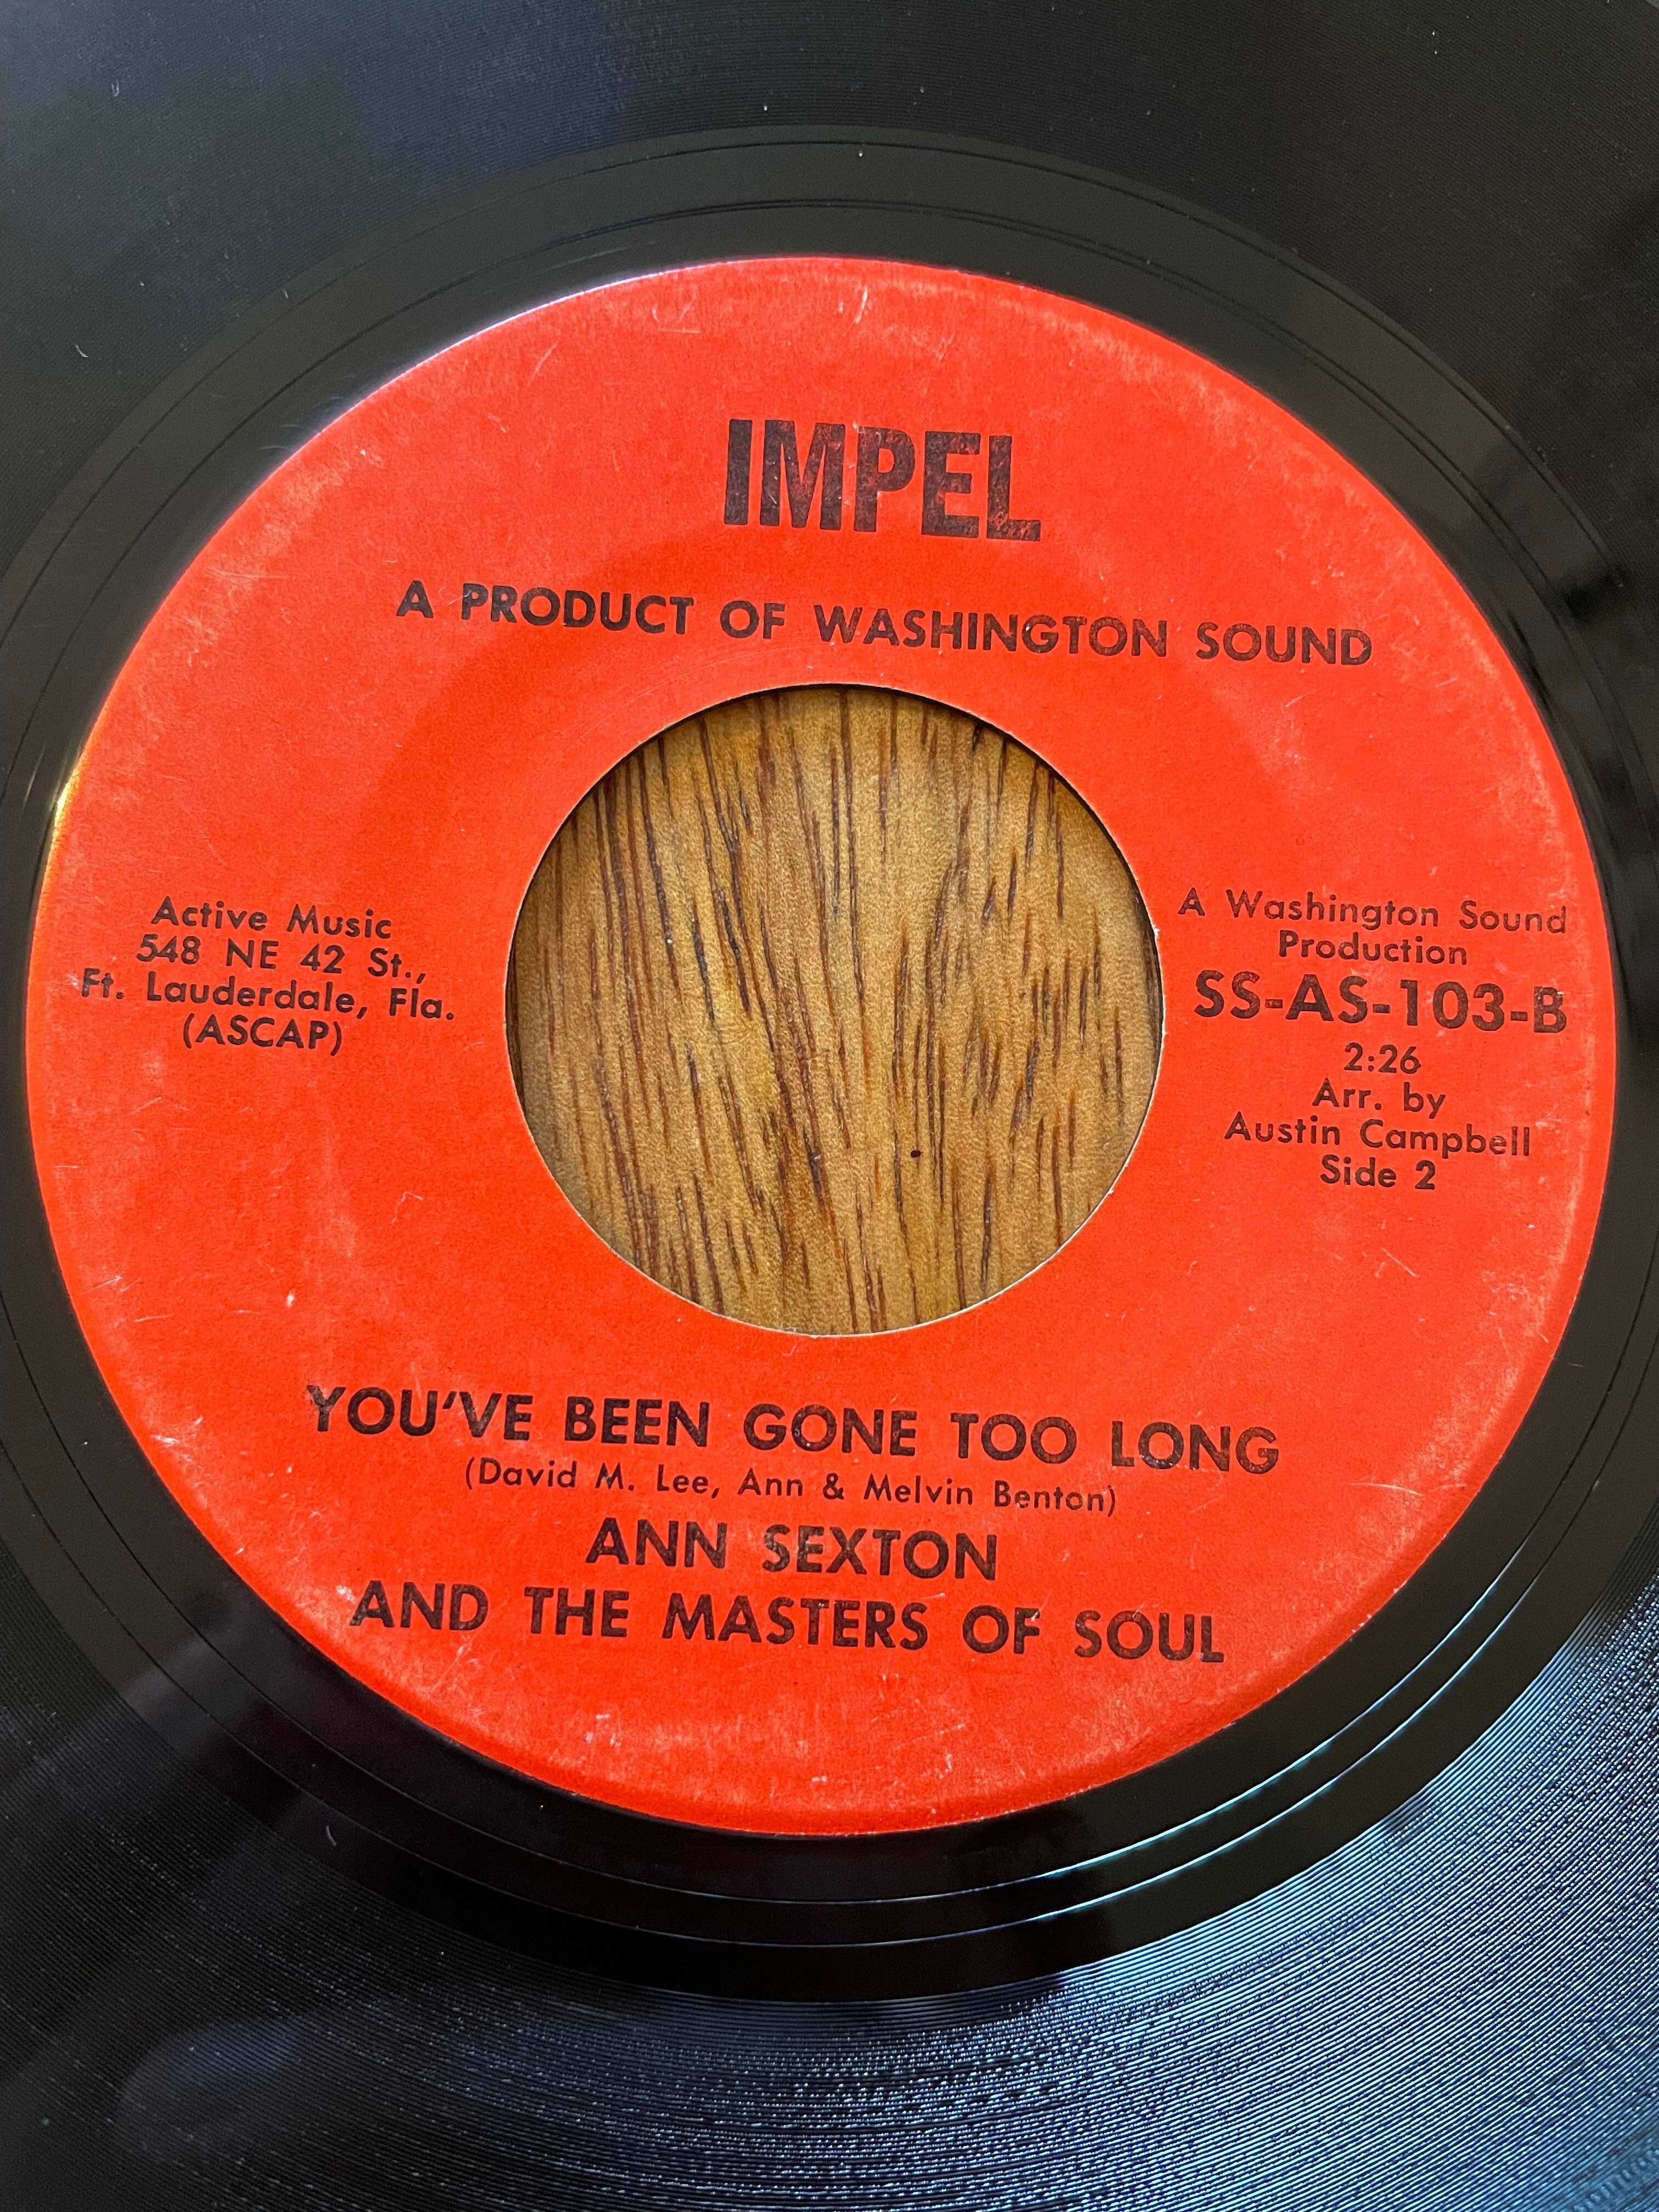 IMPEL
A PRODUCT OF WASHINGTON SOUND
Active Music
548 NE 42 St.,
Ft. Lauderdale, Fla.
(ASCAP)
A Washington Sound
Production
SS-AS-103-B
2:26
Arr. by
Austin Campbell
Side 2
YOU'VE BEEN GONE TOO LONG
(David M. Lee, Ann & Melvin Benton)
ANN SEXTON
AND THE MASTERS OF SOUL